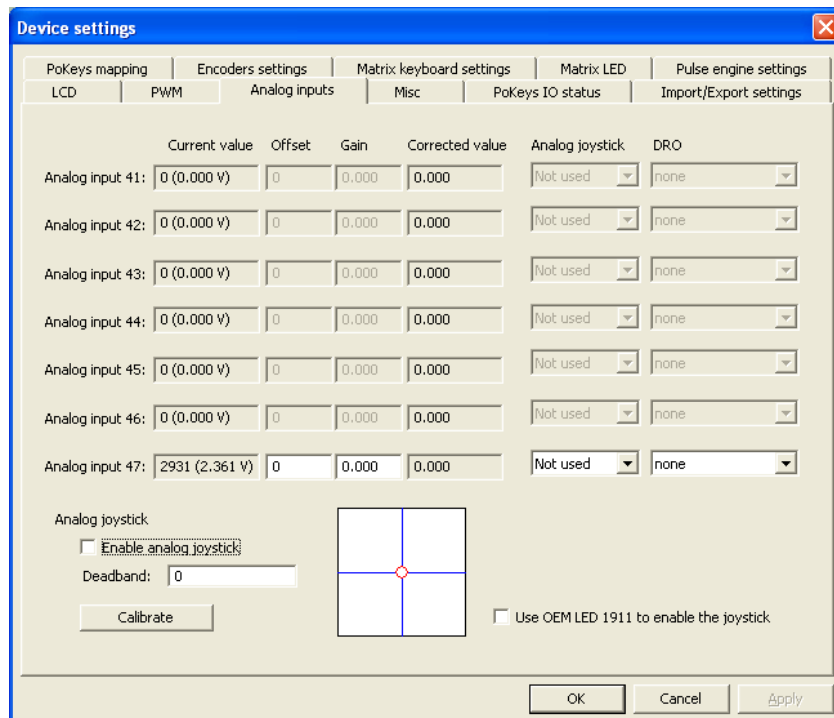 Device settings
PoKeys mapping Encoders settings Matrix keyboard settings Matrix LED Pulse engine settings
LCD PWM Analog inputs Misc PoKeys IO status Import/Export settings
Current value Offset Gain Corrected value Analog joystick DRO
Analog input 41: 0 (0.000 V) 0 0.000 0.000 Not used none
Analog input 42: 0 (0.000 V) 0 0.000 0.000 Not used none
Analog input 43: 0 (0.000 V) 0 0.000 0.000 Not used none
Analog input 44: 0 (0.000 V) 0 0.000 0.000 Not used none
Analog input 45: 0 (0.000 V) 0 0.000 0.000 Not used none
Analog input 46: 0 (0.000 V) 0 0.000 0.000 Not used none
Analog input 47: 2931 (2.361 V) 0 0.000 0.000 Not used none
Analog joystick
Enable analog joystick
Deadband: 0
Calibrate
Use OEM LED 1911 to enable the joystick
OK Cancel Apply